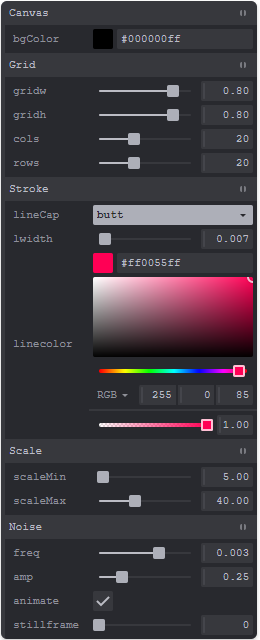 Canvas
bgColor #000000ff
Grid
gridw 0.80
gridh 0.80
cols 20
rows 20
Stroke
lineCap butt
lwidth 0.007
#ff0055ff
linecolor
RGB 255 0 85
1.00
Scale
scaleMin 5.00
scaleMax 40.00
Noise
freq 0.003
amp 0.25
animate
stillframe 0